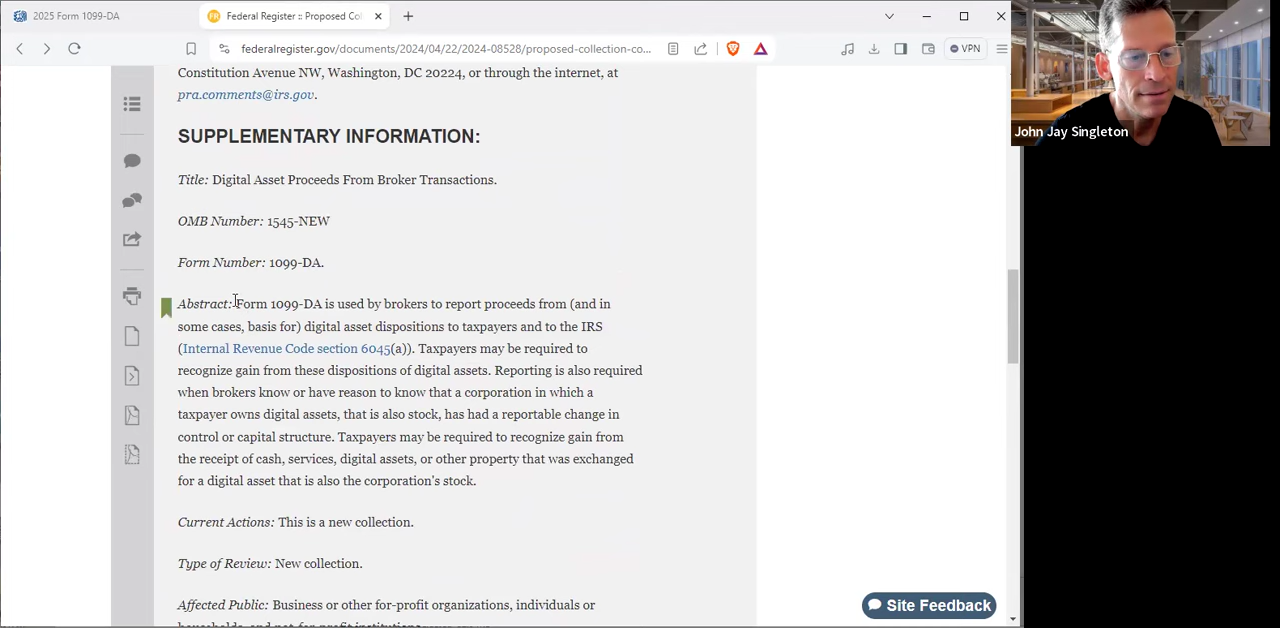 2025 Form 1099-DA
FR
Federal Register :: Proposed Col
federalregister.gov/documents/2024/04/22/2024-08528/proposed-collection-co...
VPN
John Jay Singleton
Constitution Avenue NW, Washington, DC 20224, or through the internet, at
pra.comments@irs.gov.
SUPPLEMENTARY INFORMATION:
Title: Digital Asset Proceeds From Broker Transactions.
OMB Number: 1545-NEW
Form Number: 1099-DA.
Abstract: Form 1099-DA is used by brokers to report proceeds from (and in
some cases, basis for) digital asset dispositions to taxpayers and to the IRS
(Internal Revenue Code section 6045(a)). Taxpayers may be required to
recognize gain from these dispositions of digital assets. Reporting is also required
when brokers know or have reason to know that a corporation in which a
taxpayer owns digital assets, that is also stock, has had a reportable change in
control or capital structure. Taxpayers may be required to recognize gain from
the receipt of cash, services, digital assets, or other property that was exchanged
for a digital asset that is also the corporation's stock.
Current Actions: This is a new collection.
Type of Review: New collection.
Affected Public: Business or other for-profit organizations, individuals or
households, and not-for-profit institutions
Site Feedback